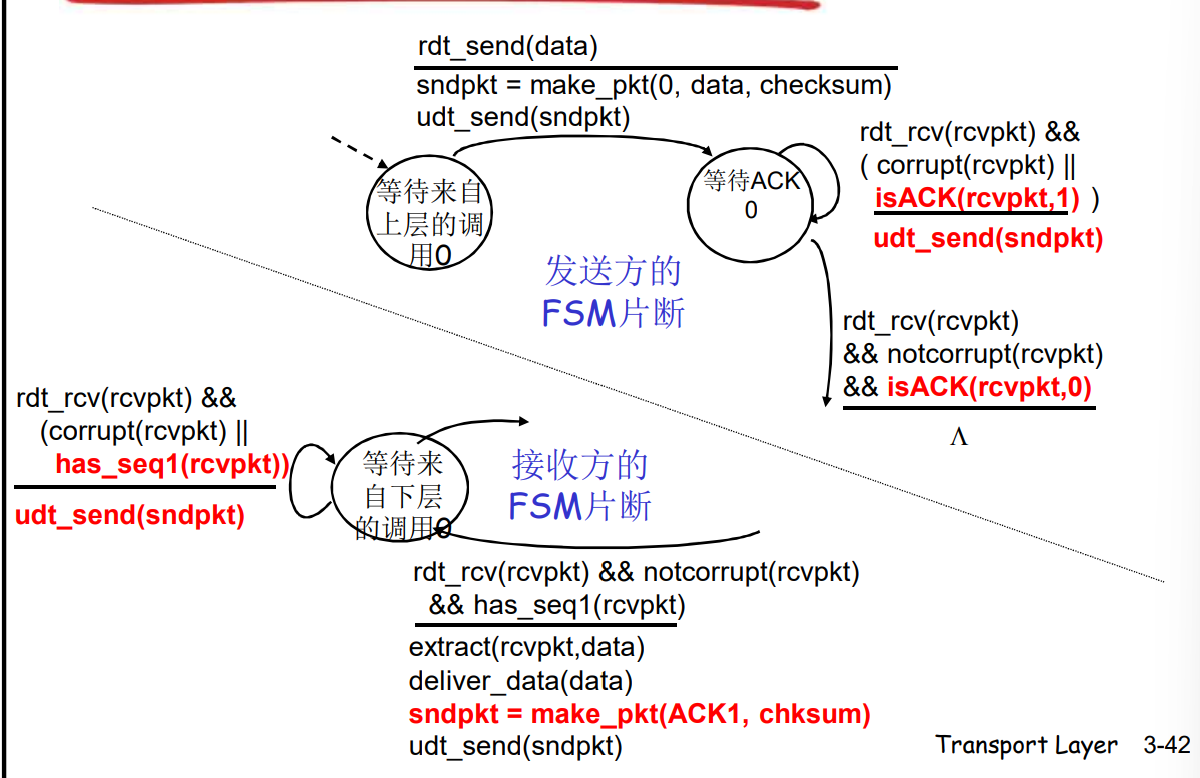 rdt_send(data)
sndpkt = make_pkt(0, data, checksum)
udt_send(sndpkt)
等待来自
上层的调
用0
等待ACK
0
rdt_rcv(rcvpkt) &&
( corrupt(rcvpkt) ||
isACK(rcvpkt,1) )
udt_send(sndpkt)
发送方的
FSM片断
rdt_rcv(rcvpkt)
&& notcorrupt(rcvpkt)
&& isACK(rcvpkt,0)
Λ
rdt_rcv(rcvpkt) &&
(corrupt(rcvpkt) ||
has_seq1(rcvpkt))
udt_send(sndpkt)
等待来
自下层
的调用0
接收方的
FSM片断
rdt_rcv(rcvpkt) && notcorrupt(rcvpkt)
&& has_seq1(rcvpkt)
extract(rcvpkt,data)
deliver_data(data)
sndpkt = make_pkt(ACK1, chksum)
udt_send(sndpkt)
Transport Layer 3-42